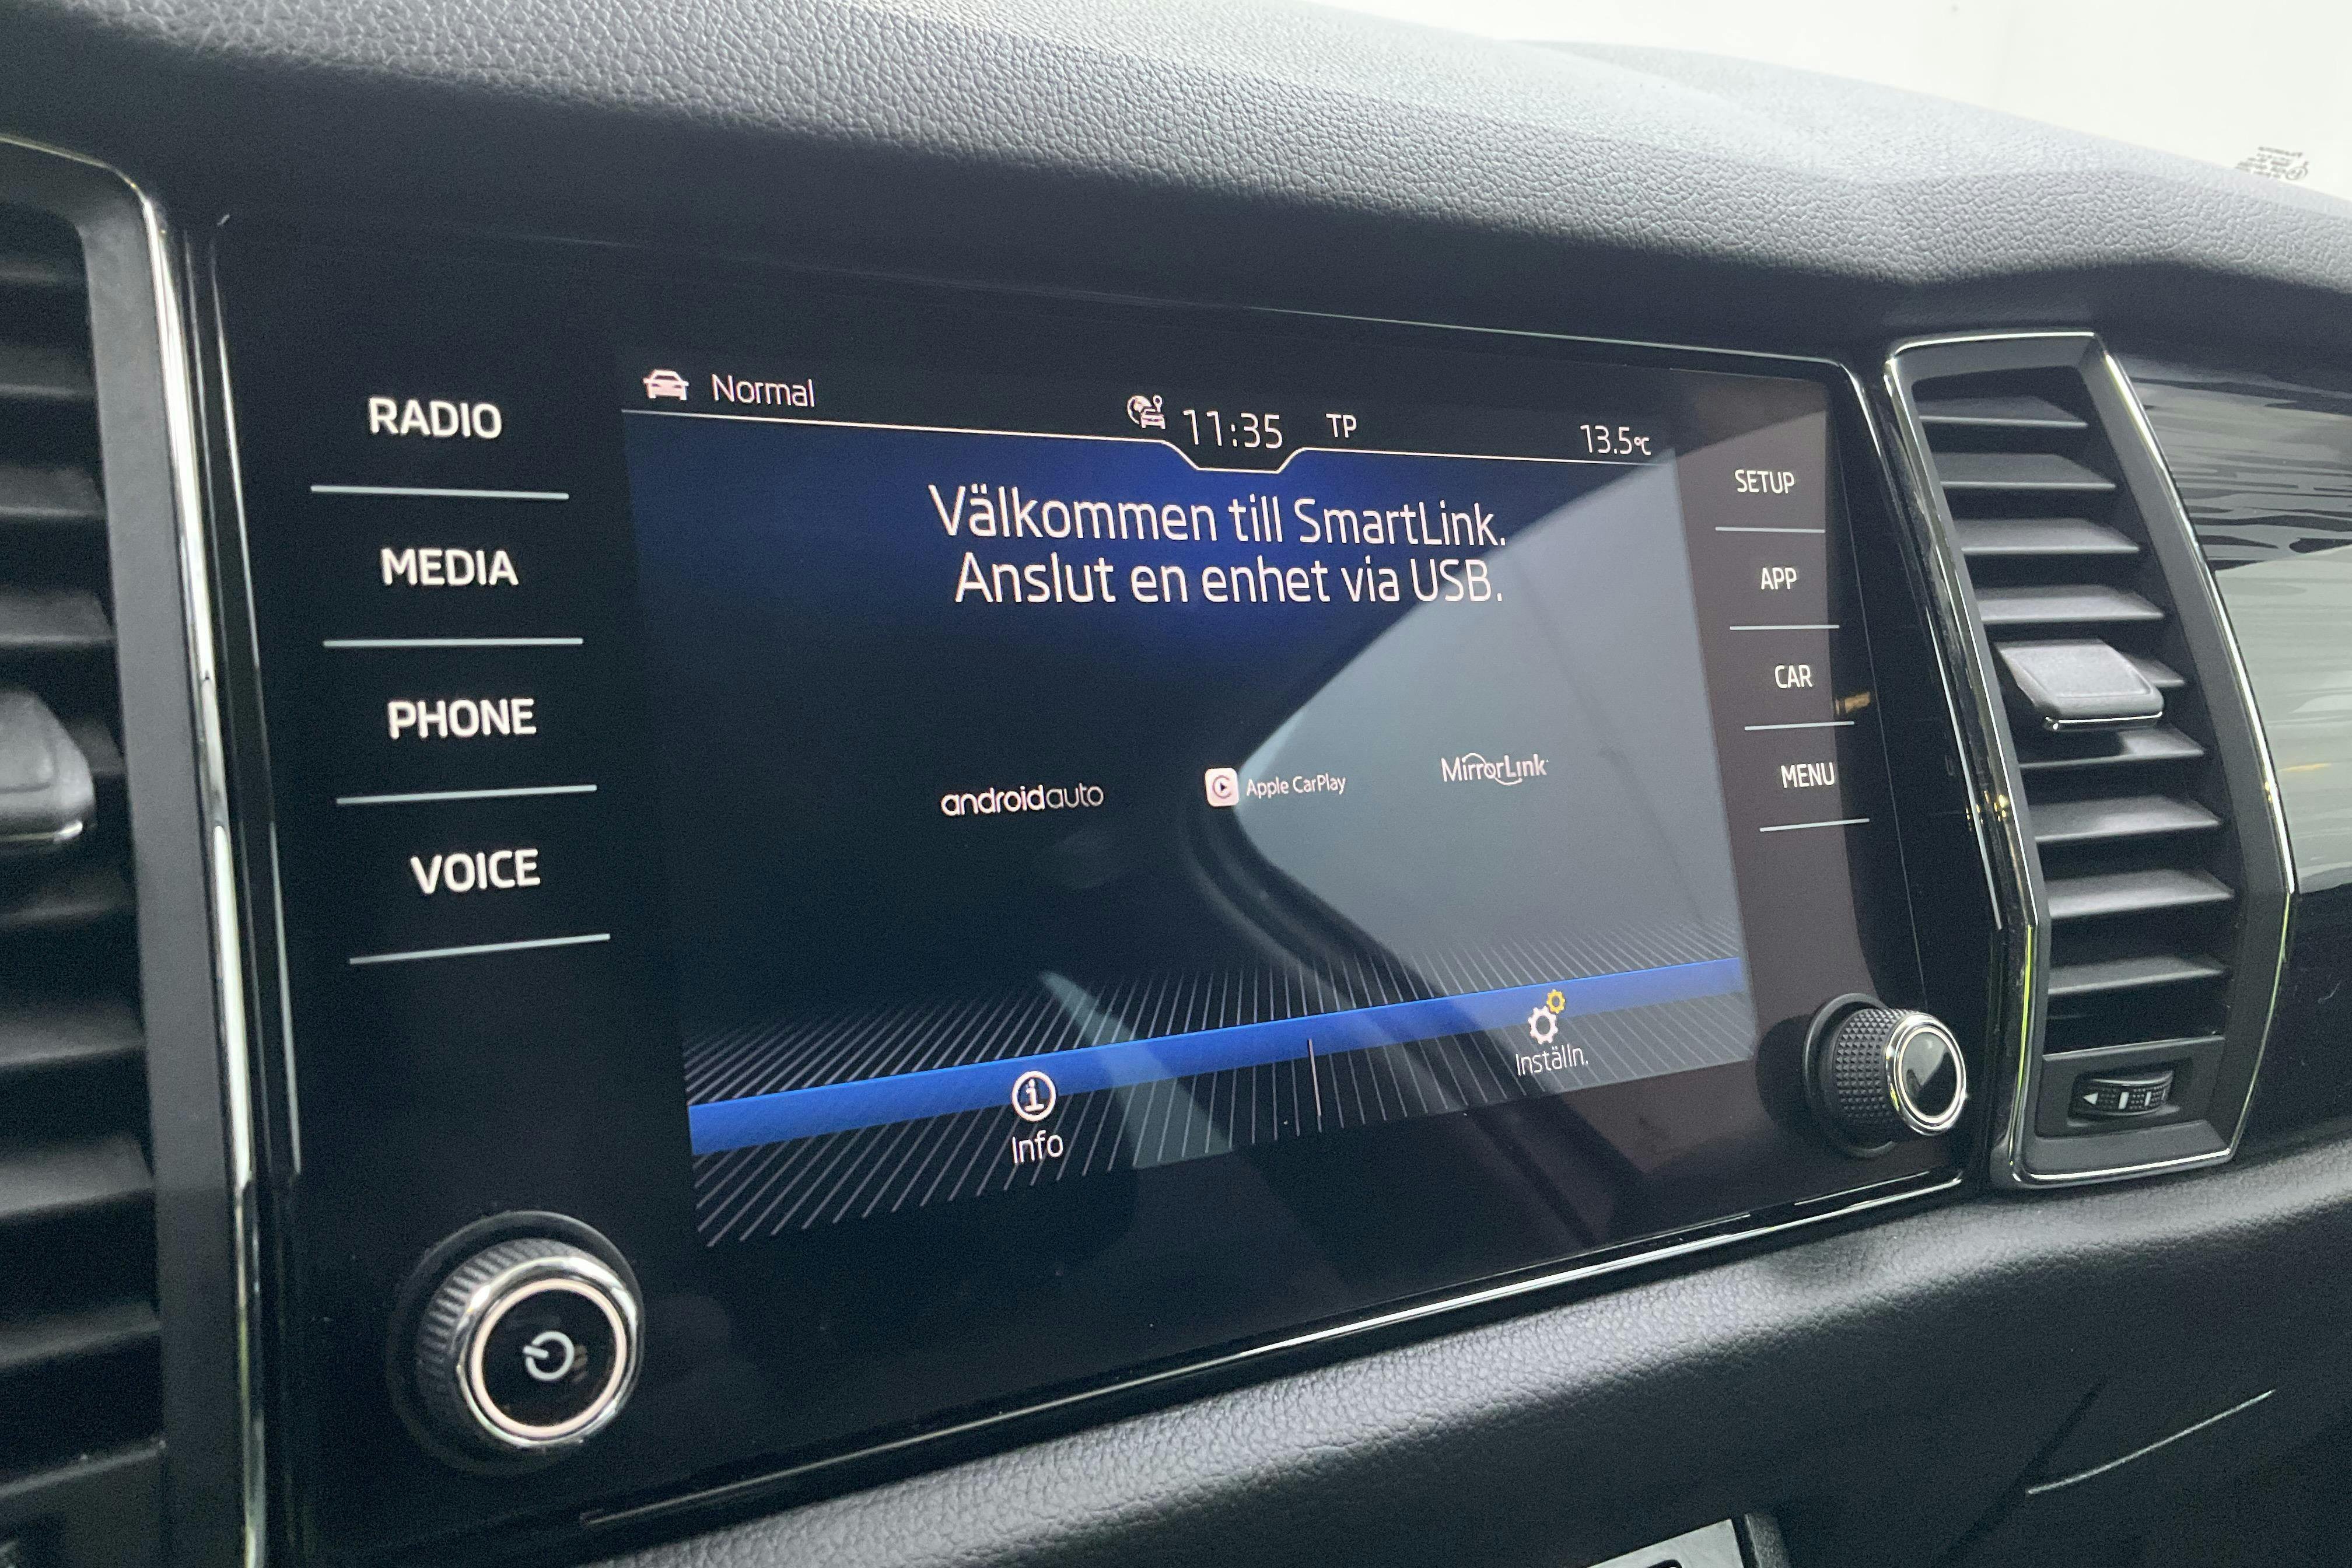 Normal
11:35
TP
13.5°C
RADIO
MEDIA
PHONE
VOICE
Välkommen till SmartLink.
Anslut en enhet via USB.
androidauto
Apple CarPlay
MirrorLink
Info
Inställn.
SETUP
APP
CAR
MENU